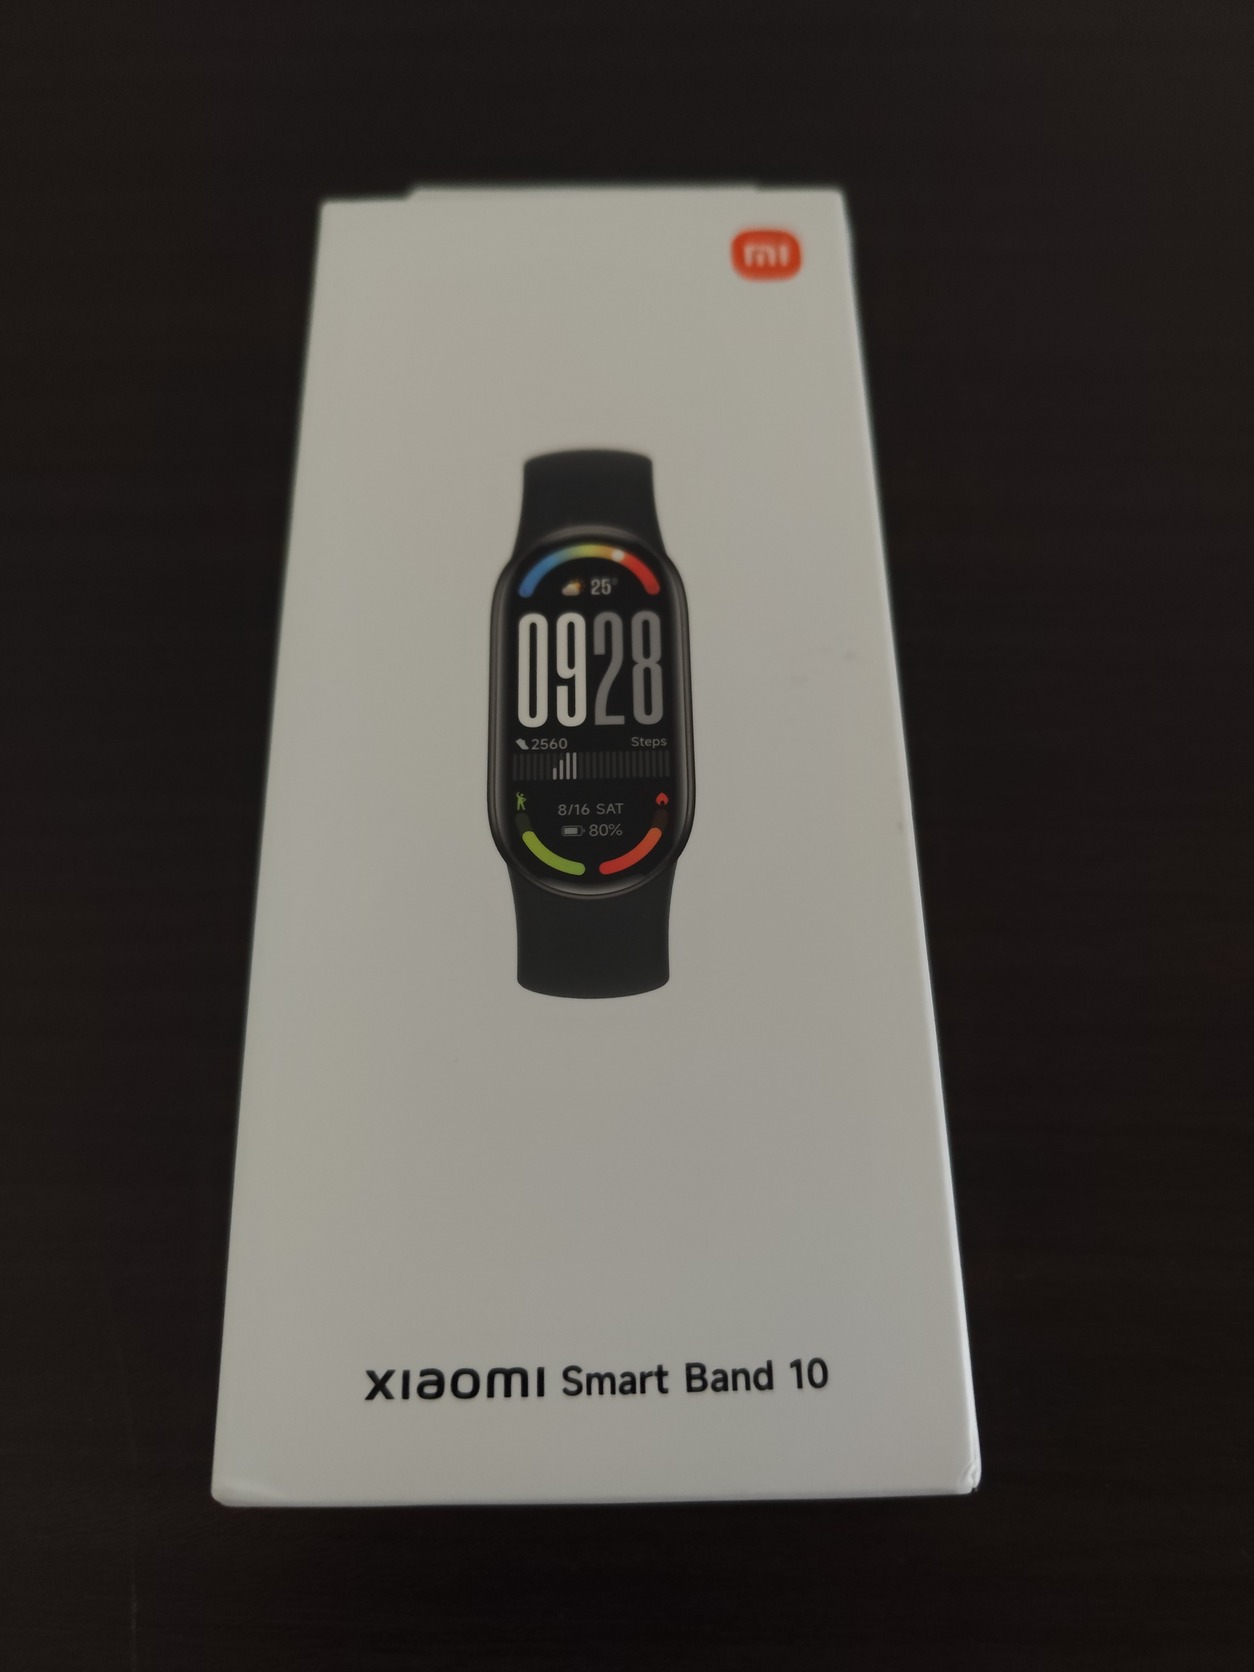 mi
25°
0928
2560 Steps
8/16 SAT
80%
xiaomi Smart Band 10